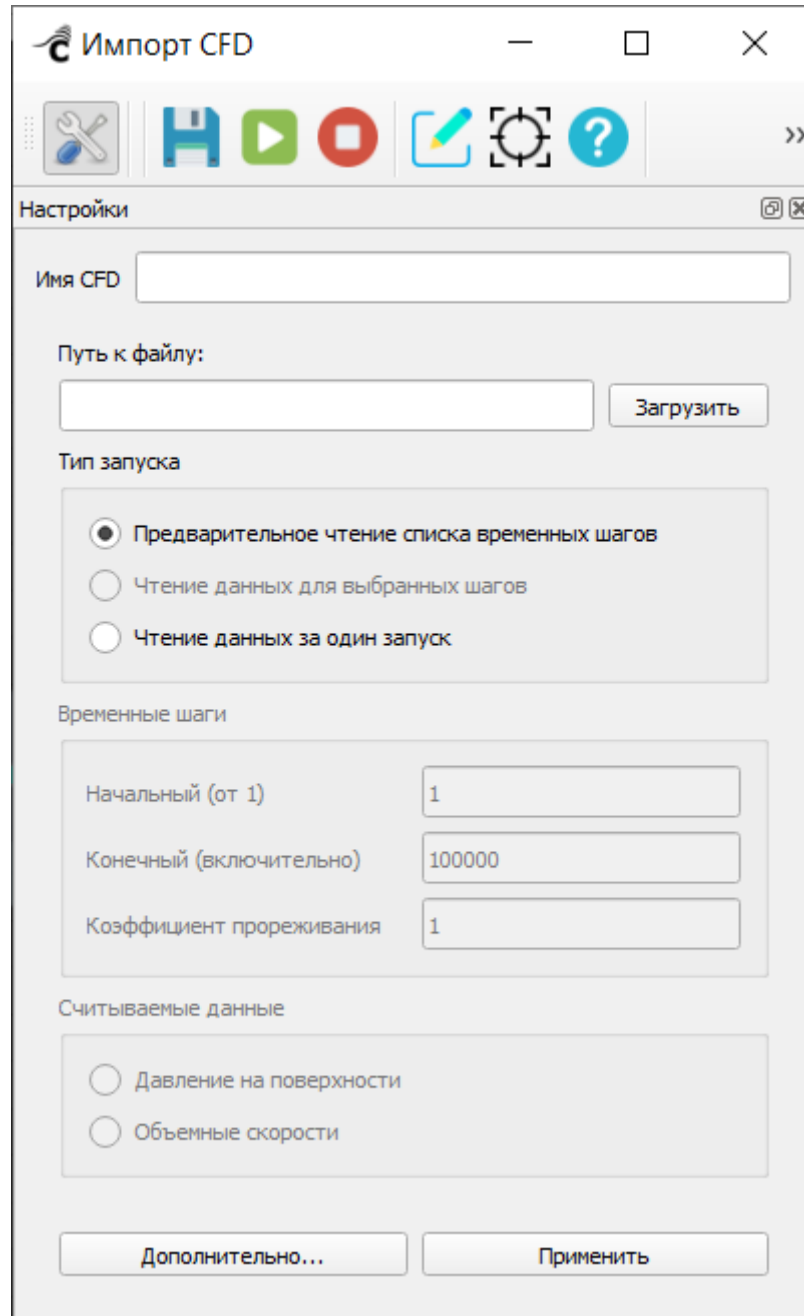 Импорт CFD
Настройки
Имя CFD
Путь к файлу:
Загрузить
Тип запуска
Предварительное чтение списка временных шагов
Чтение данных для выбранных шагов
Чтение данных за один запуск
Временные шаги
Начальный (от 1) 1
Конечный (включительно) 100000
Коэффициент прореживания 1
Считываемые данные
Давление на поверхности
Объемные скорости
Дополнительно... Применить